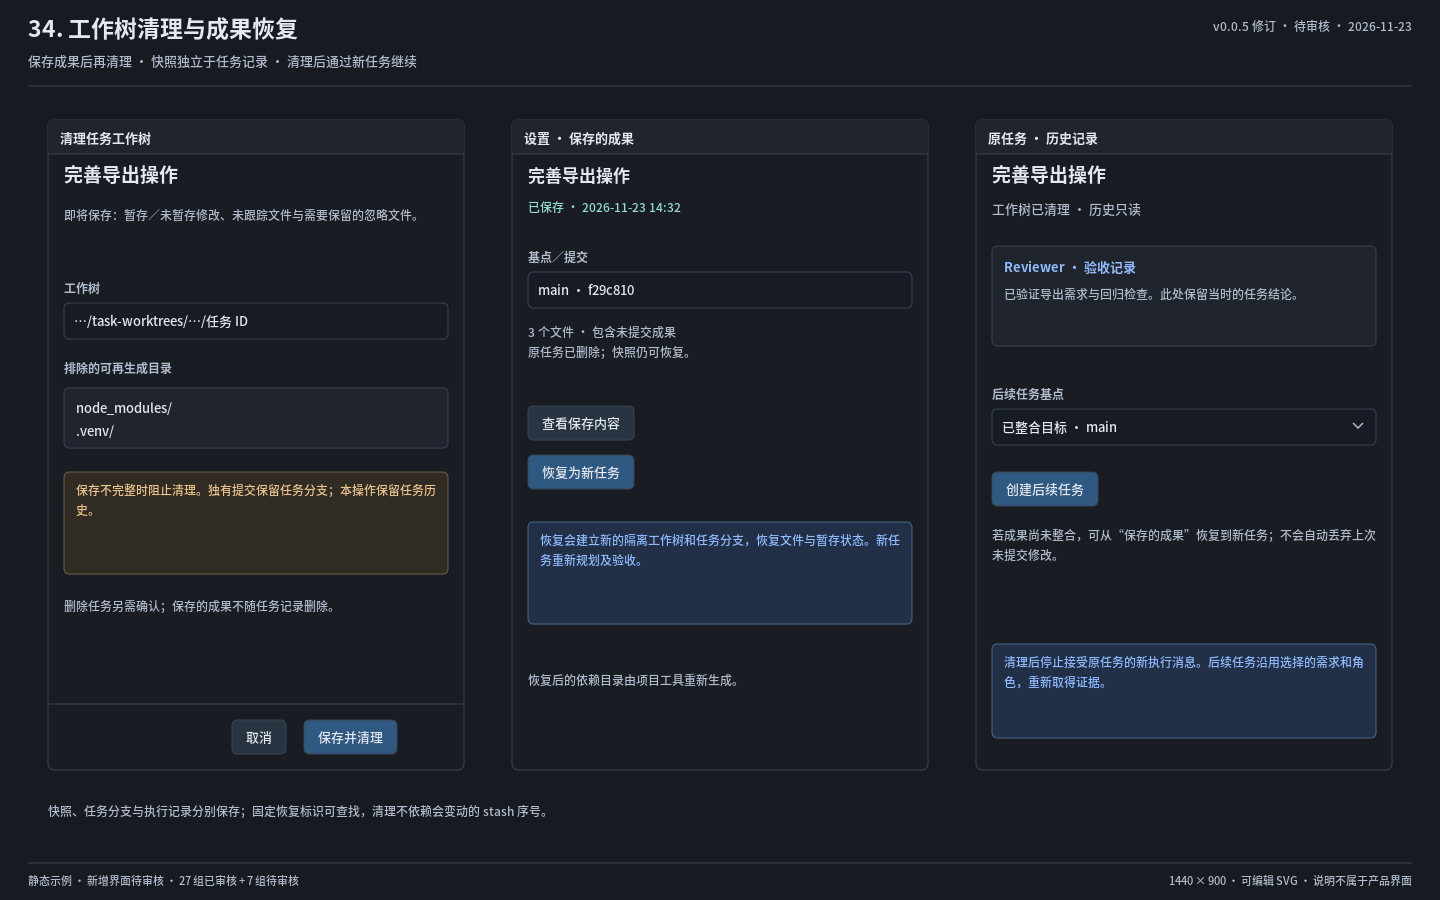 34. 工作树清理与成果恢复
v0.0.5 修订 · 待审核 · 2026-11-23
保存成果后再清理 · 快照独立于任务记录 · 清理后通过新任务继续
清理任务工作树
完善导出操作
即将保存：暂存／未暂存修改、未跟踪文件与需要保留的忽略文件。
工作树
…/task-worktrees/…/任务 ID
排除的可再生成目录
node_modules/
.venv/
保存不完整时阻止清理。独有提交保留任务分支；本操作保留任务历
史。
删除任务另需确认；保存的成果不随任务记录删除。
取消
保存并清理
设置 · 保存的成果
完善导出操作
已保存 · 2026-11-23 14:32
基点／提交
main · f29c810
3 个文件 · 包含未提交成果
原任务已删除；快照仍可恢复。
查看保存内容
恢复为新任务
恢复会建立新的隔离工作树和任务分支，恢复文件与暂存状态。新任
务重新规划及验收。
恢复后的依赖目录由项目工具重新生成。
原任务 · 历史记录
完善导出操作
工作树已清理 · 历史只读
Reviewer · 验收记录
已验证导出需求与回归检查。此处保留当时的任务结论。
后续任务基点
已整合目标 · main
创建后续任务
若成果尚未整合，可从“保存的成果”恢复到新任务；不会自动丢弃上次
未提交修改。
清理后停止接受原任务的新执行消息。后续任务沿用选择的需求和角
色，重新取得证据。
快照、任务分支与执行记录分别保存；固定恢复标识可查找，清理不依赖会变动的 stash 序号。
静态示例 · 新增界面待审核 · 27 组已审核 + 7 组待审核
1440 × 900 · 可编辑 SVG · 说明不属于产品界面